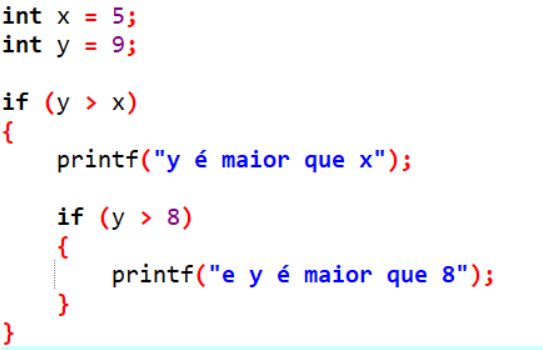 int x = 5;
int y = 9;
if (y > x)
{
printf("y é maior que x");
if (y > 8)
{
printf("e y é maior que 8");
}
}